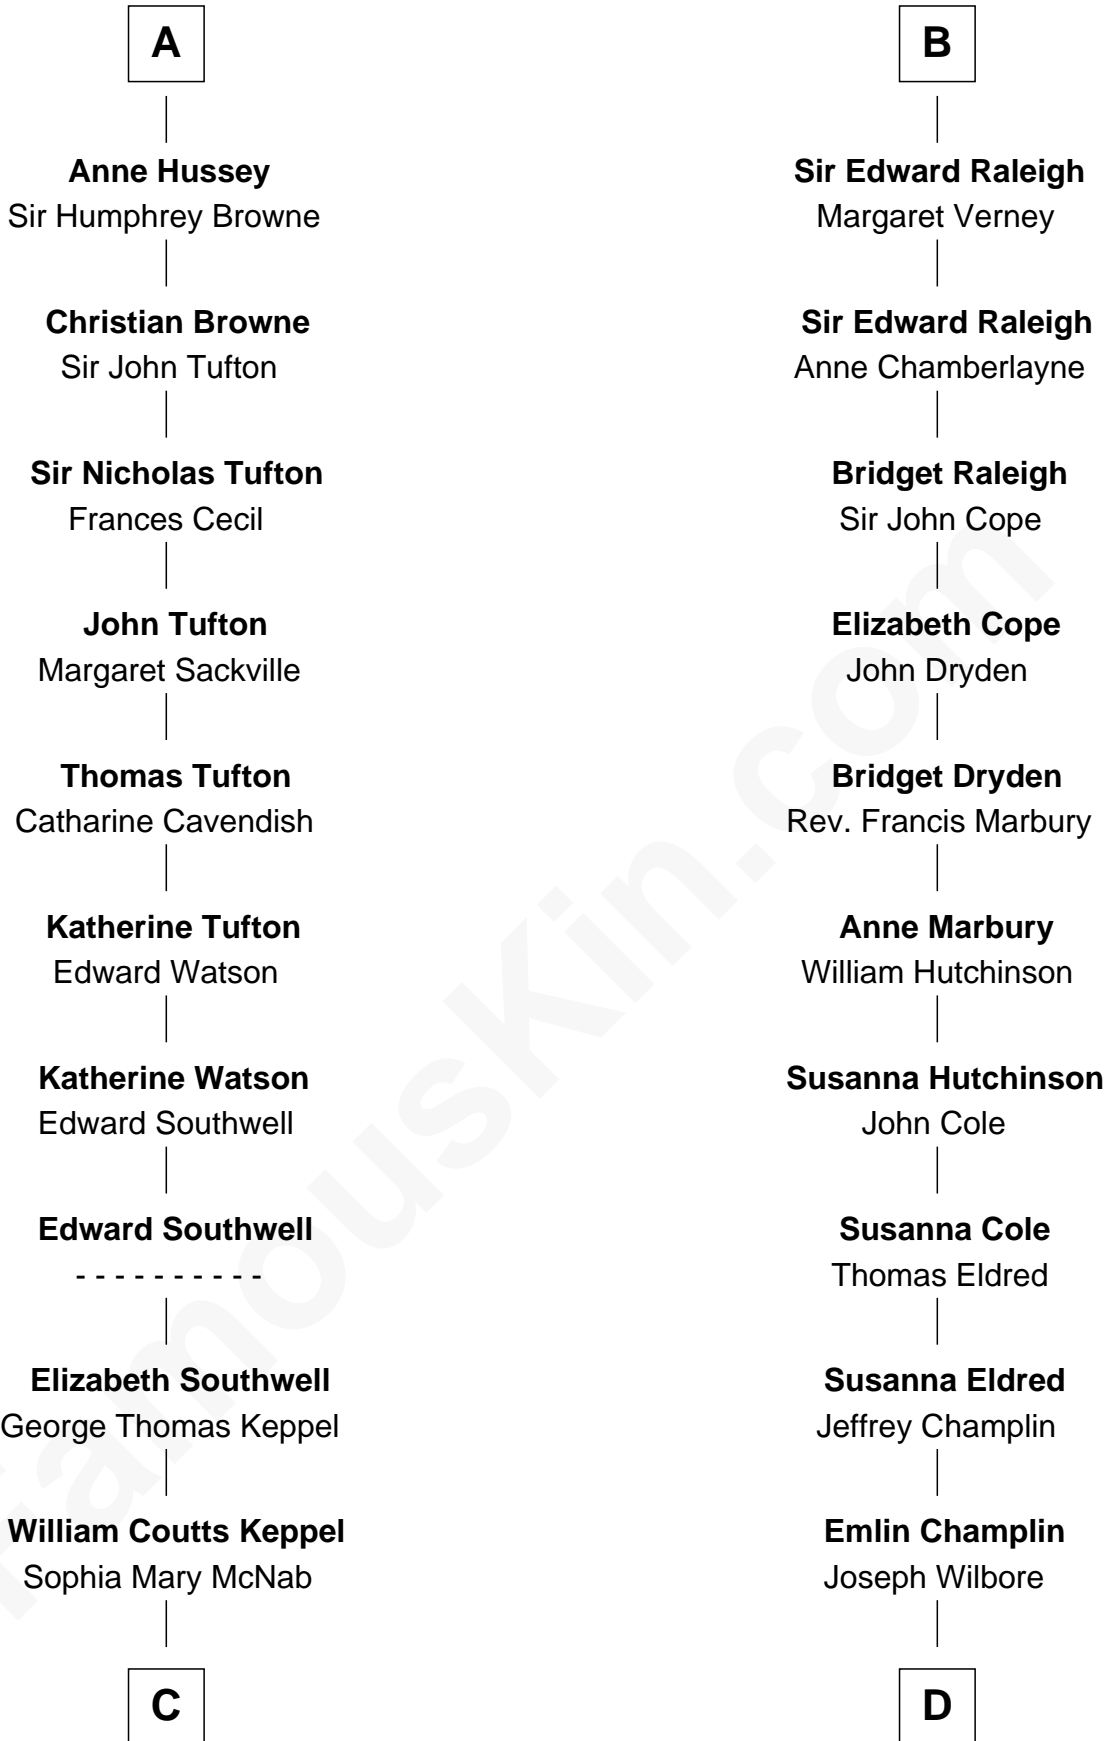 A
Anne Hussey
Sir Humphrey Browne
Christian Browne
Sir John Tufton
Sir Nicholas Tufton
Frances Cecil
John Tufton
Margaret Sackville
Thomas Tufton
Catharine Cavendish
Katherine Tufton
Edward Watson
Katherine Watson
Edward Southwell
Edward Southwell
- - - - - - - - - -
Elizabeth Southwell
George Thomas Keppel
William Coutts Keppel
Sophia Mary McNab
C
B
Sir Edward Raleigh
Margaret Verney
Sir Edward Raleigh
Anne Chamberlayne
Bridget Raleigh
Sir John Cope
Elizabeth Cope
John Dryden
Bridget Dryden
Rev. Francis Marbury
Anne Marbury
William Hutchinson
Susanna Hutchinson
John Cole
Susanna Cole
Thomas Eldred
Susanna Eldred
Jeffrey Champlin
Emlin Champlin
Joseph Wilbore
D
FamousKin.com